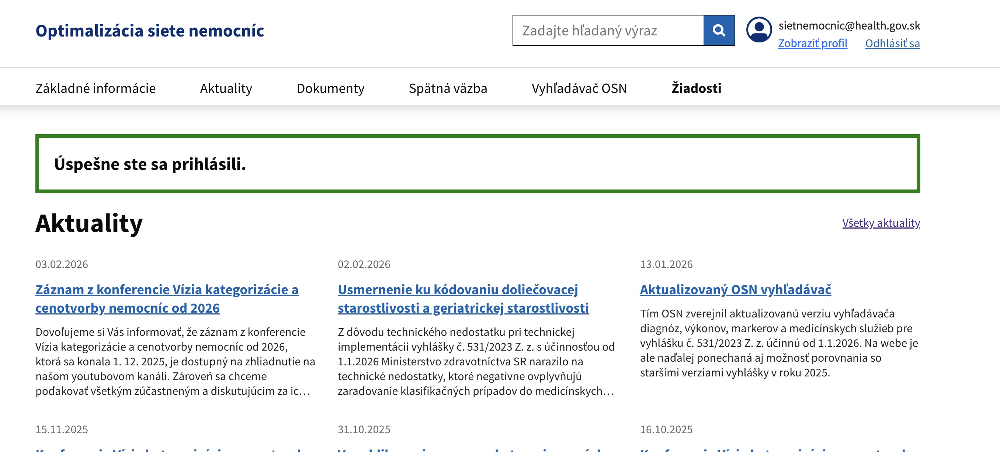 Optimalizácia siete nemocníc
Zadajte hľadaný výraz
sietnemocnic@health.gov.sk
Zobraziť profil Odhlásiť sa
Základné informácie Aktuality Dokumenty Spätná väzba Vyhľadávač OSN Žiadosti
Úspešne ste sa prihlásili.
Aktuality
Všetky aktuality
03.02.2026
Záznam z konferencie Vízia kategorizácie a
cenotvorby nemocníc od 2026
Dovoľujeme si Vás informovať, že záznam z konferencie
Vízia kategorizácie a cenotvorby nemocníc od 2026,
ktorá sa konala 1. 12. 2025, je dostupný na zhliadnutie na
našom youtubovom kanáli. Zároveň sa chceme
poďakovať všetkým zúčastneným a diskutujúcim za ic…
02.02.2026
Usmernenie ku kódovaniu doliečovacej
starostlivosti a geriatrickej starostlivosti
Z dôvodu technického nedostatku pri technickej
implementácii vyhlášky č. 531/2023 Z. z. s účinnosťou od
1.1.2026 Ministerstvo zdravotníctva SR narazilo na
technické nedostatky, ktoré negatívne ovplyvňujú
zaraďovanie klasifikačných prípadov do medicínskych…
13.01.2026
Aktualizovaný OSN vyhľadávač
Tím OSN zverejnil aktualizovanú verziu vyhľadávača
diagnóz, výkonov, markerov a medicínskych služieb pre
vyhlášku č. 531/2023 Z. z. účinnú od 1.1.2026. Na webe je
ale naďalej ponechaná aj možnosť porovnania so
staršími verziami vyhlášky v roku 2025.
15.11.2025
31.10.2025
16.10.2025